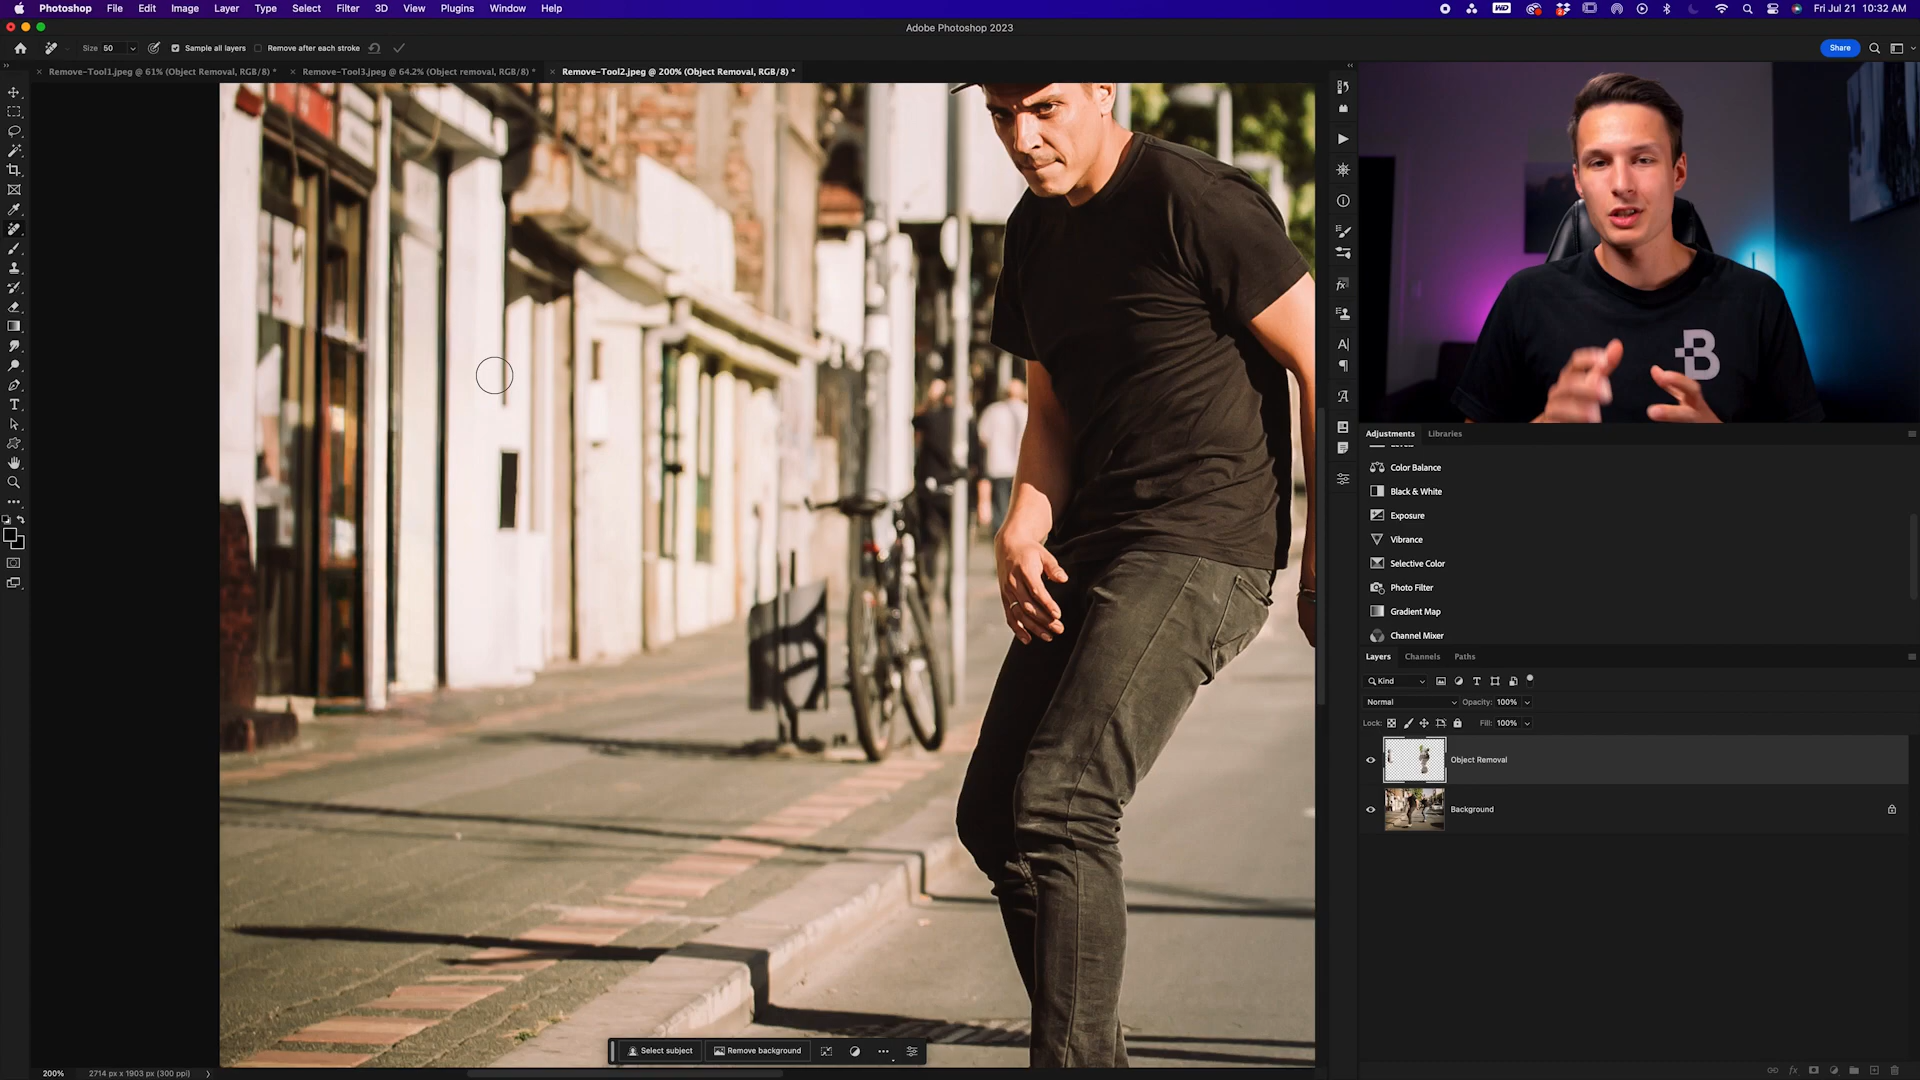 Photoshop File Edit Image Layer Type Select Filter 3D View Plugins Window Help
Fri Jul 21 10:32 AM
Adobe Photoshop 2023
Size 50 Sample all layers Remove after each stroke
Share
Remove-Tool1.jpeg @ 61% (Object Removal, RGB/8) *
Remove-Tool3.jpeg @ 64.2% (Object removal, RGB/8) *
Remove-Tool2.jpeg @ 200% (Object Removal, RGB/8) *
B
Adjustments Libraries
Color Balance
Black & White
Exposure
Vibrance
Selective Color
Photo Filter
Gradient Map
Channel Mixer
Layers Channels Paths
Kind
Normal Opacity: 100%
Lock: Fill: 100%
Object Removal
Background
Select subject Remove background
200% 2714 px x 1903 px (300 ppi)